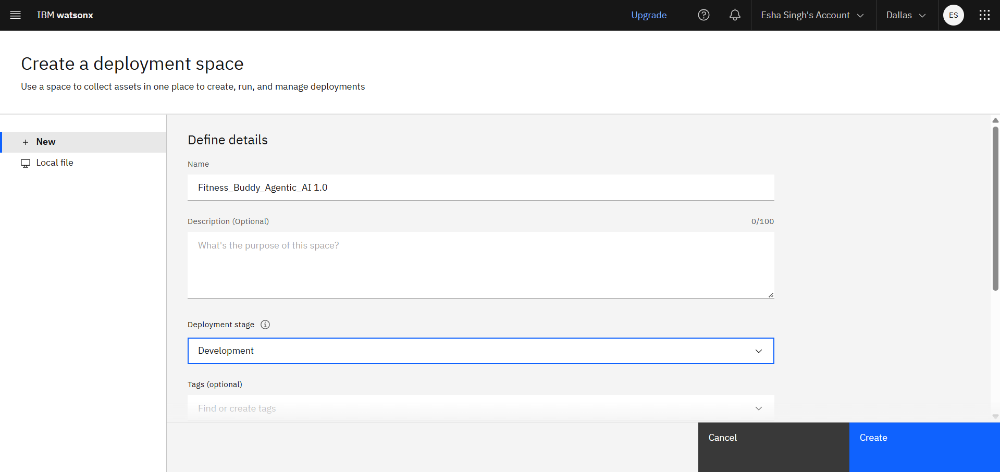 IBM watsonx
Upgrade
Esha Singh's Account
Dallas
ES
Create a deployment space
Use a space to collect assets in one place to create, run, and manage deployments
New
Local file
Define details
Name
Fitness_Buddy_Agentic_AI 1.0
Description (Optional)
0/100
What's the purpose of this space?
Deployment stage
Development
Tags (optional)
Find or create tags
Cancel
Create